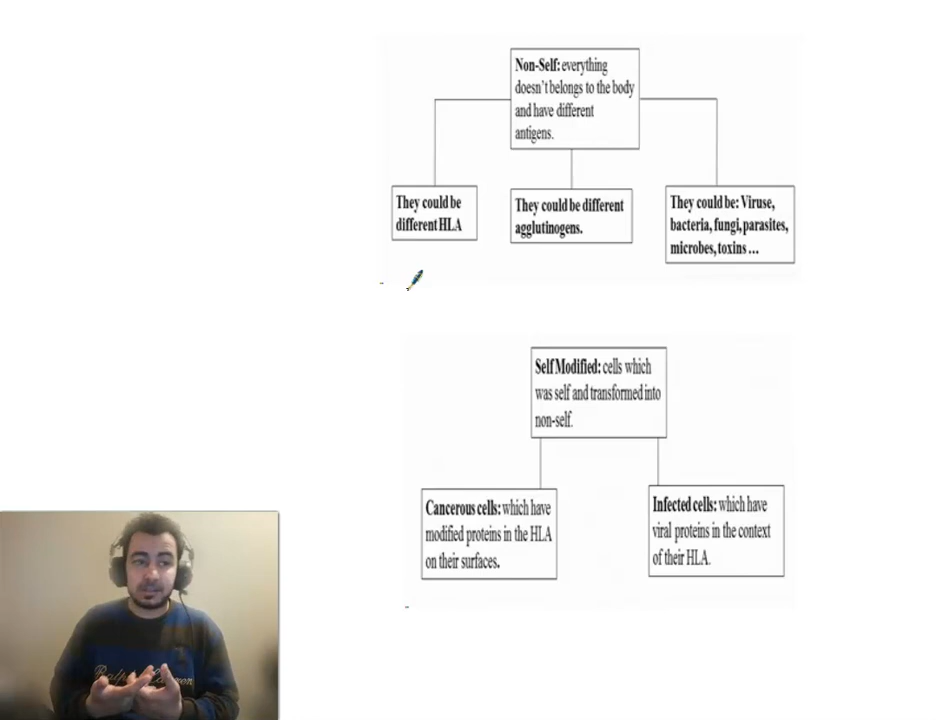 Non-Self: everything
doesn't belongs to the body
and have different
antigens.
They could be
different HLA
They could be different
agglutinogens.
They could be: Viruse,
bacteria, fungi, parasites,
microbes, toxins ...
Self Modified: cells which
was self and transformed into
non-self.
Cancerous cells: which have
modified proteins in the HLA
on their surfaces.
Infected cells: which have
viral proteins in the context
of their HLA.
Ralph Lauren